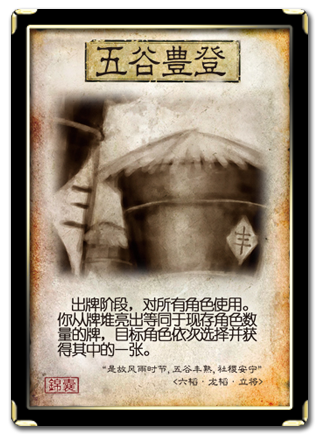 五谷豊登
丰
出牌阶段，对所有角色使用。
你从牌堆亮出等同于现存角色数
量的牌，目标角色依次选择并获
得其中的一张。
“是故风雨时节，五谷丰熟，社稷安宁”
<六韬·龙韬·立将>
錦囊